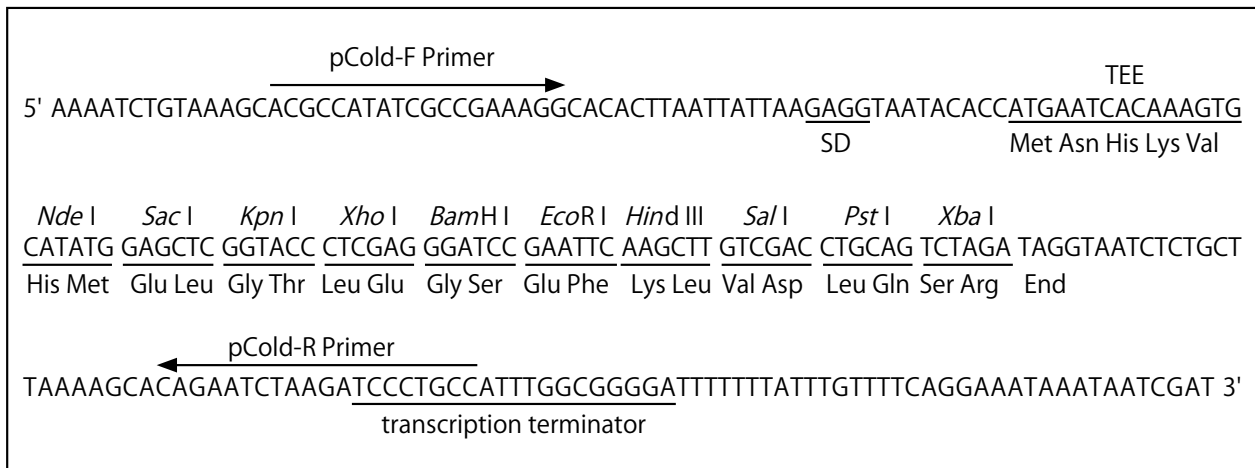 pCold-F Primer
TEE
5' AAAATCTGTAAAGCACGCCATATCGCCGAAAGGCACACTTAATTATTAAGAGGTAATACACCATGAATCACAAAGTG
SD Met Asn His Lys Val
Nde I Sac I Kpn I Xho I BamH I EcoR I Hind III Sal I Pst I Xba I
CATATG GAGCTC GGTACC CTCGAG GGATCC GAATTC AAGCTT GTCGAC CTGCAG TCTAGA TAGGTAATCTCTGCT
His Met Glu Leu Gly Thr Leu Glu Gly Ser Glu Phe Lys Leu Val Asp Leu Gln Ser Arg End
pCold-R Primer
TAAAAGCACAGAATCTAAGATCCCTGCCATTTGGCGGGGATTTTTTTATTTGTTTTCAGGAAATAAATAATCGAT 3'
transcription terminator